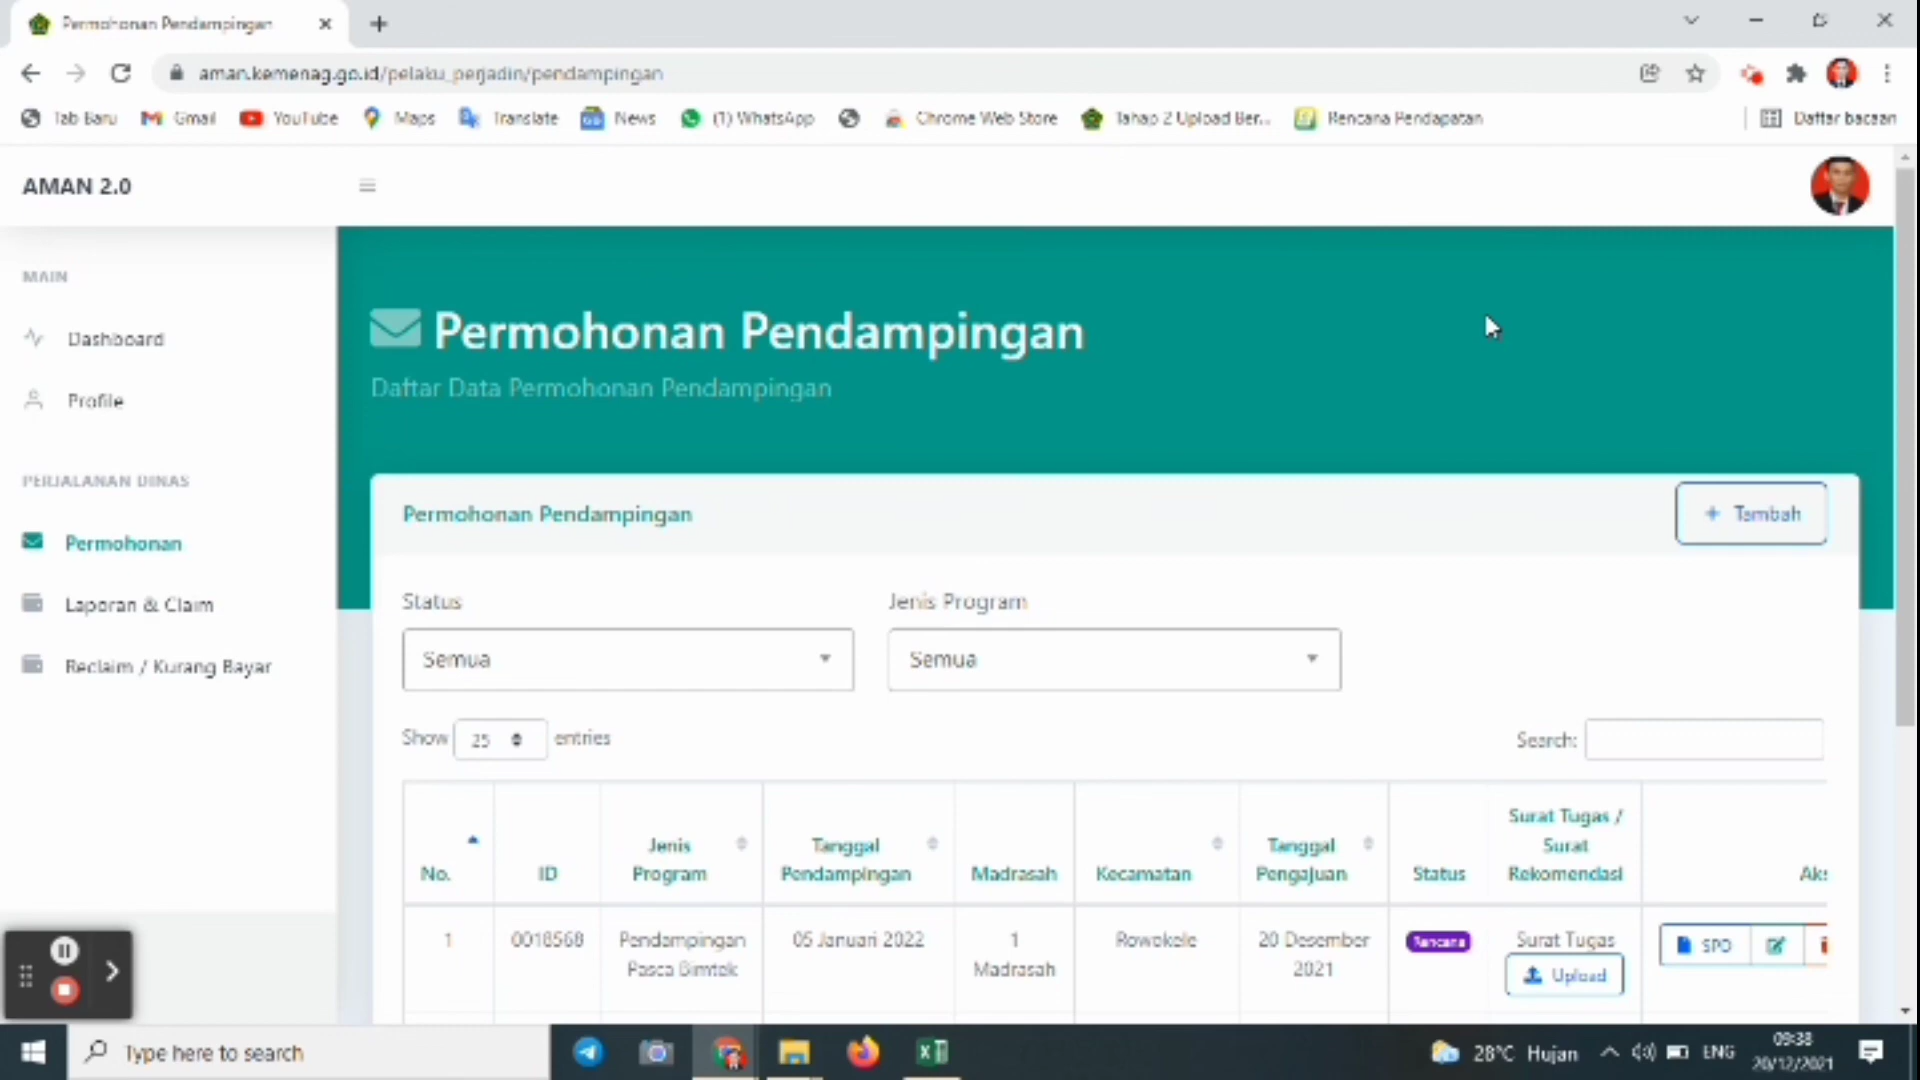 Permohonan Pendampingan
aman.kemenag.go.id/pelaku_perjadin/pendampingan
Tab Baru Gmail YouTube Maps Translate News (1) WhatsApp Chrome Web Store Tahap 2 Upload Ber... Rencana Pendapatan Daftar bacaan
AMAN 2.0
MAIN
Dashboard
Profile
PERJALANAN DINAS
Permohonan
Laporan & Claim
Reclaim / Kurang Bayar
Permohonan Pendampingan
Daftar Data Permohonan Pendampingan
Permohonan Pendampingan
+ Tambah
Status Jenis Program
Semua Semua
Show 25 entries Search:
No. ID
Jenis
Program
Tanggal
Pendampingan
Madrasah
Kecamatan
Tanggal
Pengajuan
Status
Surat Tugas /
Surat
Rekomendasi
Aks
1
0018568
Pendampingan
Pasca Bimtek
05 Januari 2022
1
Madrasah
Rowokele
20 Desember
2021
Rencana
Surat Tugas
Upload
SPD
Type here to search
28°C Hujan
ENG
09:38
20/12/2021